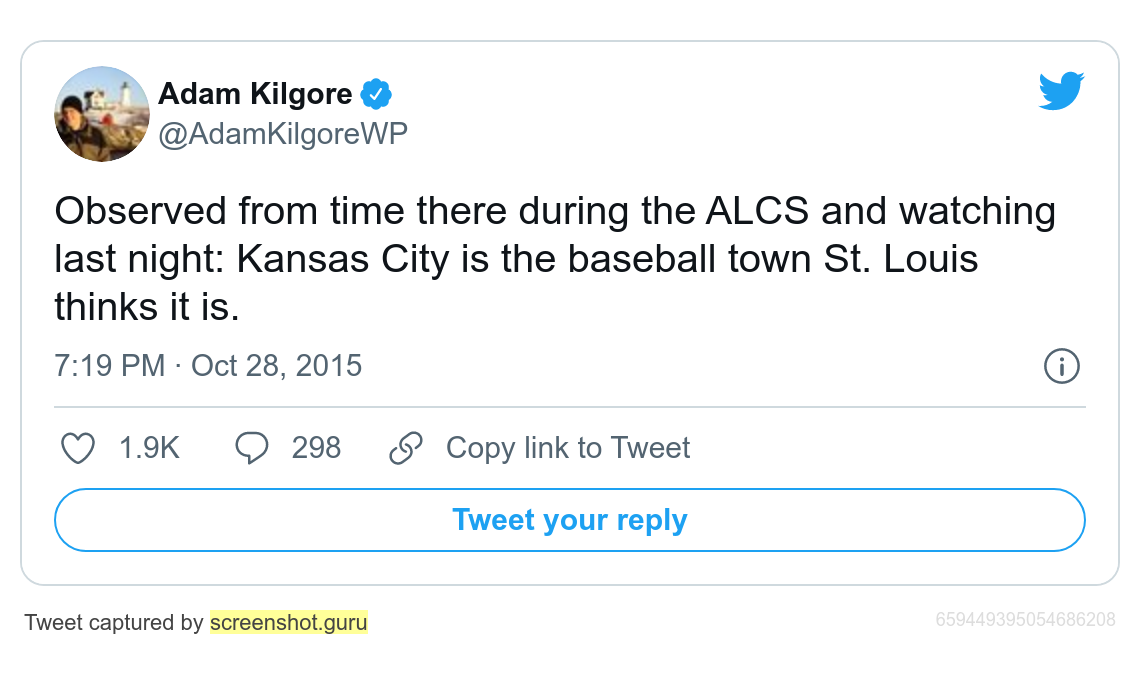 Adam Kilgore
@AdamKilgoreWP
Observed from time there during the ALCS and watching
last night: Kansas City is the baseball town St. Louis
thinks it is.
7:19 PM · Oct 28, 2015
1.9K 298 Copy link to Tweet
Tweet your reply
Tweet captured by screenshot.guru
659449395054686208